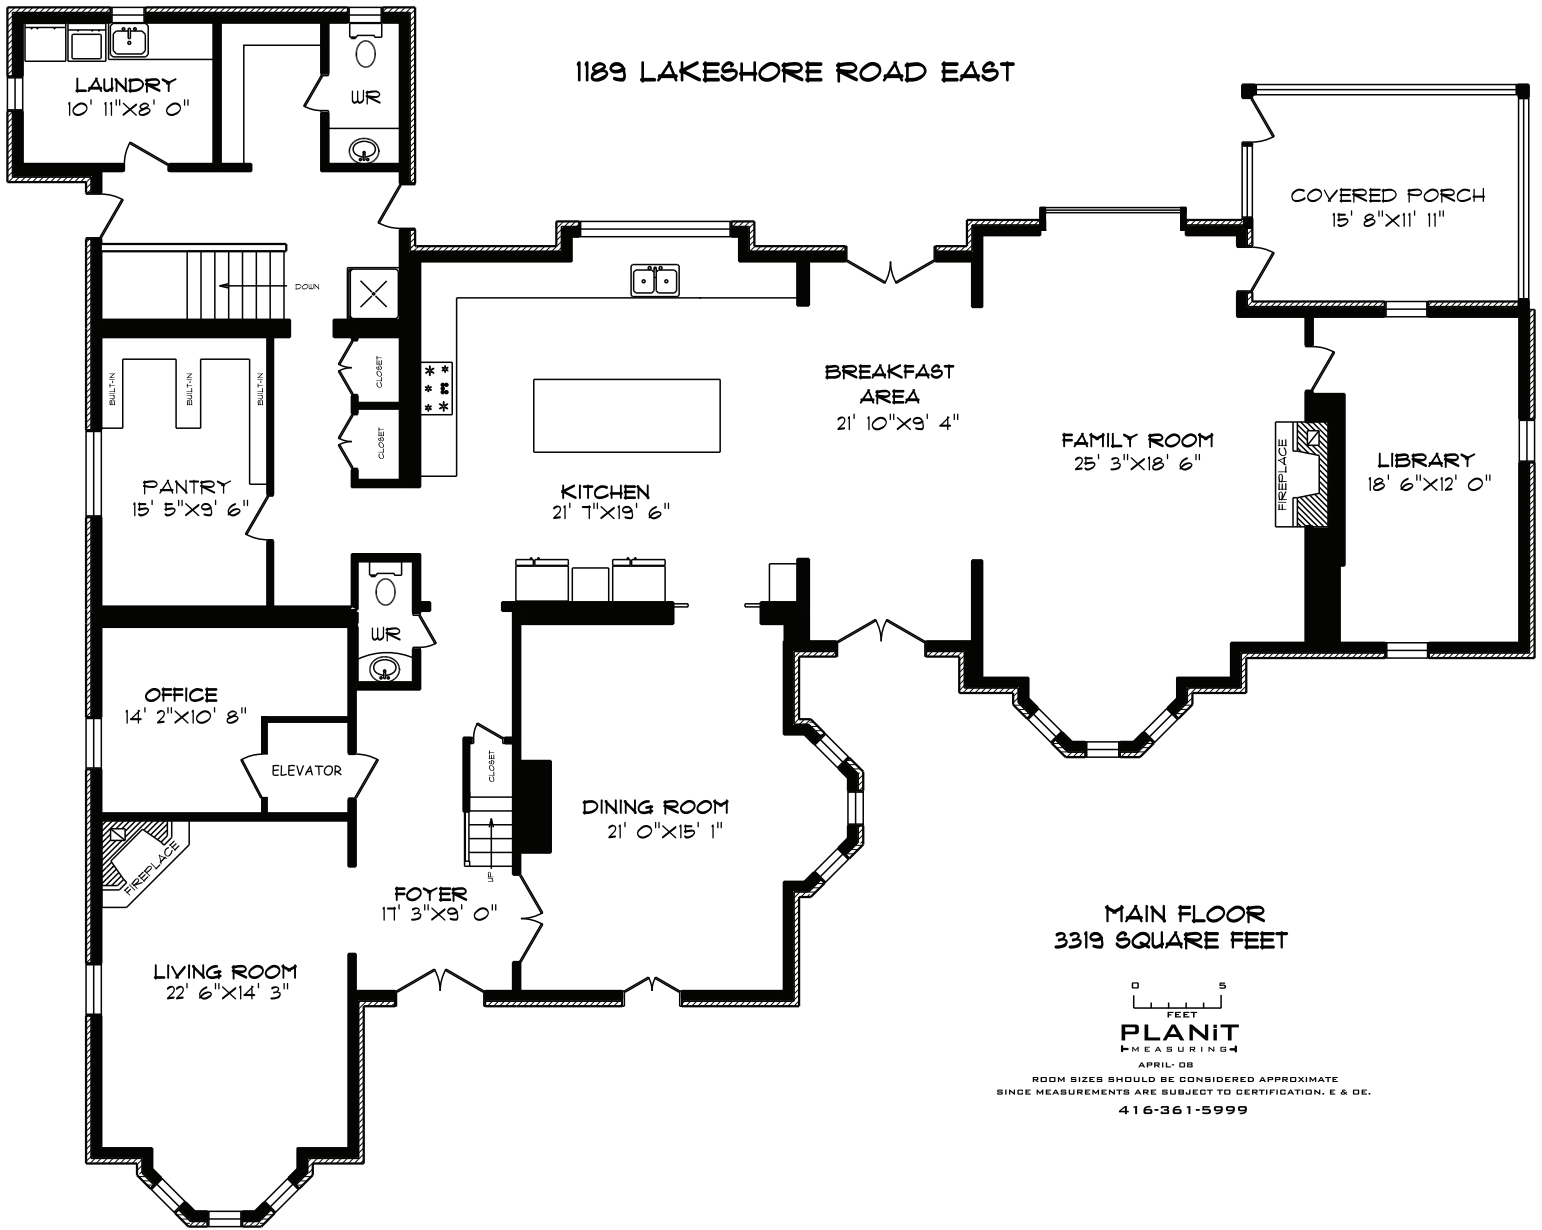 1189 LAKESHORE ROAD EAST
LAUNDRY
10' 11"X8' 0"
WR
COVERED PORCH
15' 8"X11' 11"
DOWN
BUILT-IN
BUILT-IN
BUILT-IN
CLOSET
CLOSET
BREAKFAST
AREA
21' 10"X9' 4"
FAMILY ROOM
25' 3"X18' 6"
FIREPLACE
LIBRARY
18' 6"X12' 0"
PANTRY
15' 5"X9' 6"
KITCHEN
21' 7"X19' 6"
WR
OFFICE
14' 2"X10' 8"
ELEVATOR
CLOSET
UP
DINING ROOM
21' 0"X15' 1"
FIREPLACE
FOYER
17' 3"X9' 0"
LIVING ROOM
22' 6"X14' 3"
MAIN FLOOR
3319 SQUARE FEET
0 5
FEET
PLANiT
MEASURING
APRIL- 08
ROOM SIZES SHOULD BE CONSIDERED APPROXIMATE
SINCE MEASUREMENTS ARE SUBJECT TO CERTIFICATION. E & OE.
416-361-5999